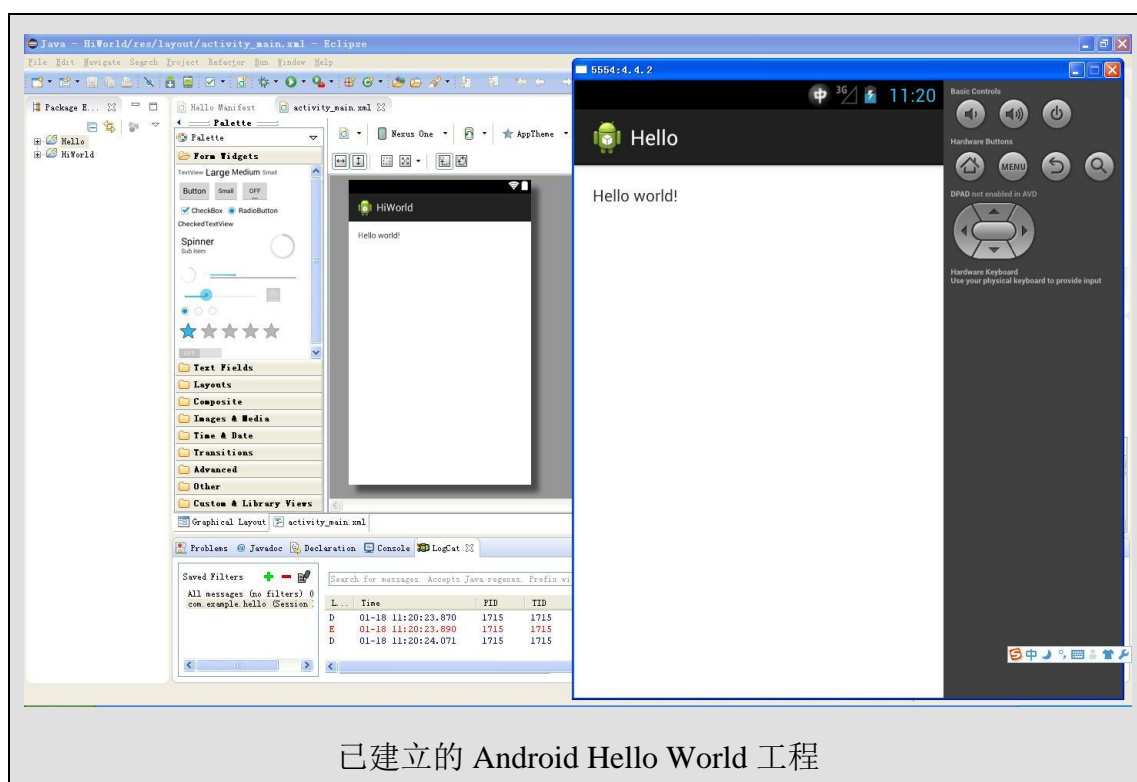 Java - HiWorld/res/layout/activity_main.xml - Eclipse
File Edit Navigate Search Project Refactor Run Window Help
Package E...
Hello
HiWorld
Hello Manifest
activity_main.xml
Palette
Palette
Form Widgets
TextView Large Medium Small
Button Small OFF
CheckBox RadioButton
CheckedTextView
Spinner
Sub Item
OFF
Text Fields
Layouts
Composite
Images & Media
Time & Date
Transitions
Advanced
Other
Custom & Library Views
Graphical Layout
activity_main.xml
Nexus One
AppTheme
HiWorld
Hello world!
Problems Javadoc Declaration Console LogCat
Saved Filters
All messages (no filters)
com.example.hello (Session
Search for messages. Accepts Java regexes. Prefix wi
L... Time PID TID
D 01-18 11:20:23.870 1715 1715
E 01-18 11:20:23.890 1715 1715
D 01-18 11:20:24.071 1715 1715
5554:4.4.2
中 3G 11:20
Hello
Hello world!
Basic Controls
Hardware Buttons
MENU
DPAD not enabled in AVD
Hardware Keyboard
Use your physical keyboard to provide input
中
已建立的 Android Hello World 工程